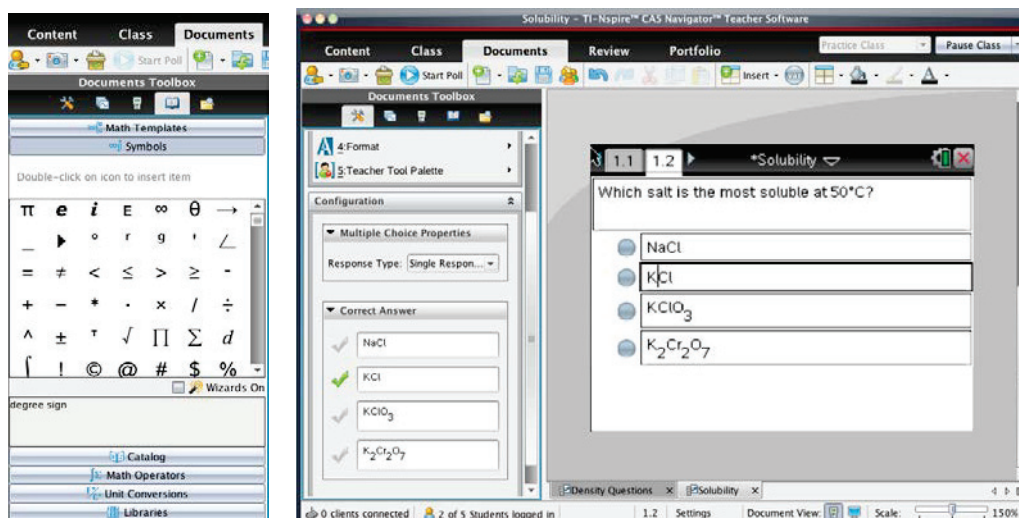 Content Class Documents
Start Poll
Documents Toolbox
Math Templates
Symbols
Double-click on icon to insert item
π e i E ∞ θ →
_ ▶ ° r g ' ∠
= ≠ < ≤ > ≥ -
+ − * · × / ÷
^ ± ᵀ √ ∏ Σ d
∫ ! © @ # $ %
Wizards On
degree sign
Catalog
Math Operators
Unit Conversions
Libraries
Solubility - TI-Nspire™ CAS Navigator™ Teacher Software
Content Class Documents Review Portfolio
Practice Class
Pause Class
Start Poll
Insert
A
Documents Toolbox
4:Format
5:Teacher Tool Palette
Configuration
Multiple Choice Properties
Response Type: Single Respon...
Correct Answer
NaCl
KCl
KClO₃
K₂Cr₂O₇
1.1 1.2 *Solubility
Which salt is the most soluble at 50°C?
NaCl
KCl
KClO₃
K₂Cr₂O₇
Density Questions Solubility
0 clients connected 2 of 5 Students logged in 1.2 Settings Document View: Scale: 150%